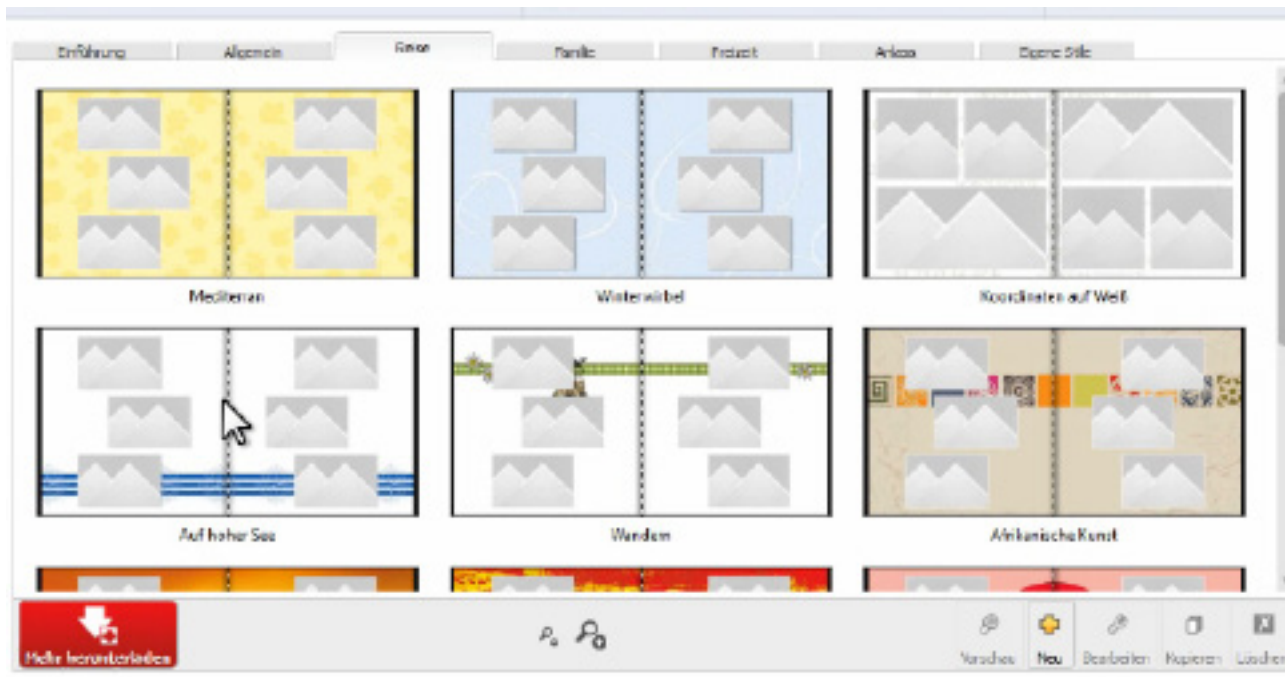 Einführung Allgemein Reise Familie Freizeit Anlass Eigene Stile
Mediterran Winterwirbel Koordinaten auf Weiß
Auf hoher See Wandern Afrikanische Kunst
Mehr herunterladen Vorschau Neu Bearbeiten Kopieren Löschen